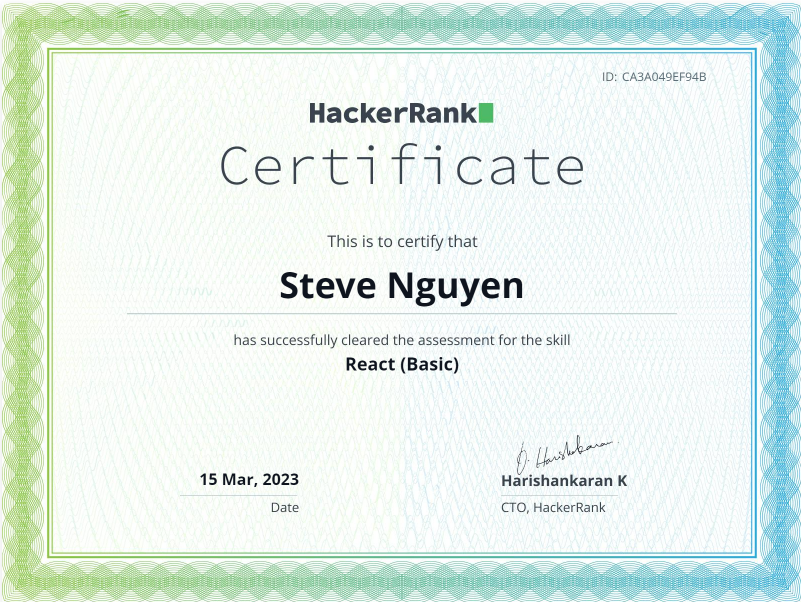 ID: CA3A049EF94B
HackerRank
Certificate
This is to certify that
Steve Nguyen
has successfully cleared the assessment for the skill
React (Basic)
15 Mar, 2023
Date
D. Harishankaran
Harishankaran K
CTO, HackerRank